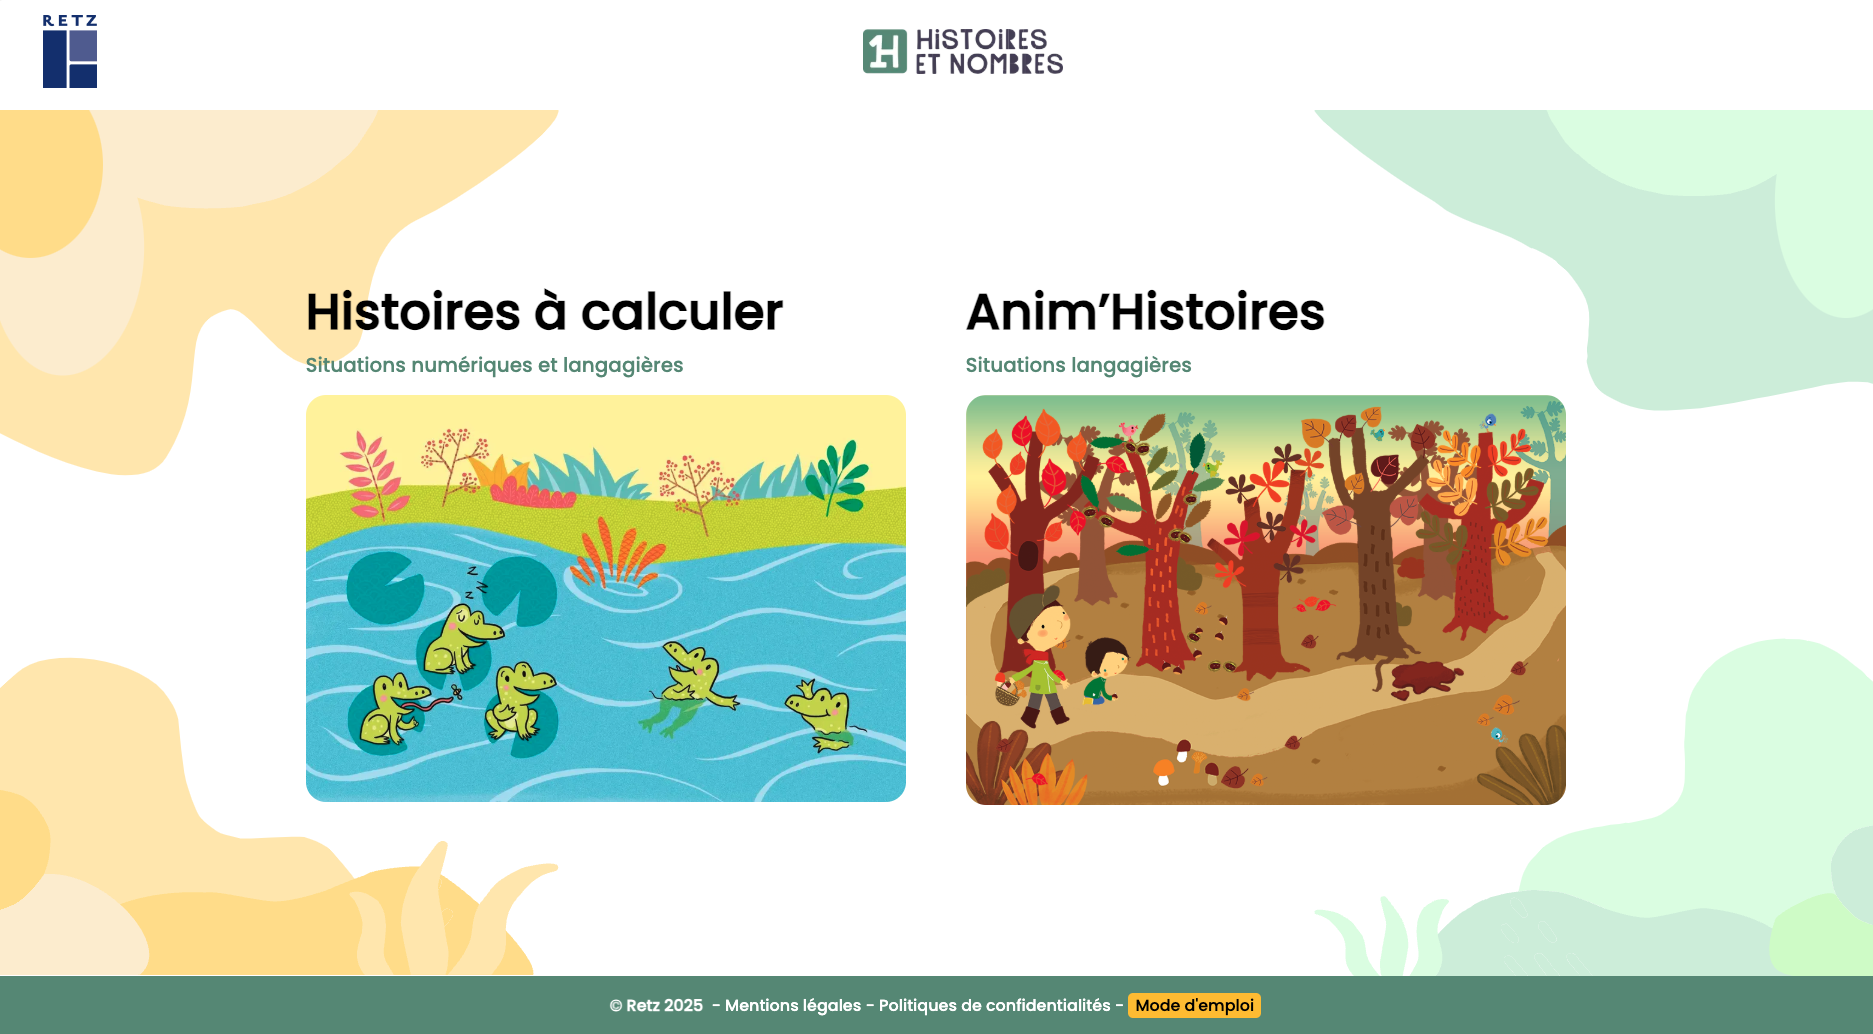 RETZ
1H HISTOIRES
ET NOMBRES
Histoires à calculer
Situations numériques et langagières
Anim’Histoires
Situations langagières
z
z
z
© Retz 2025 - Mentions légales - Politiques de confidentialités - Mode d'emploi